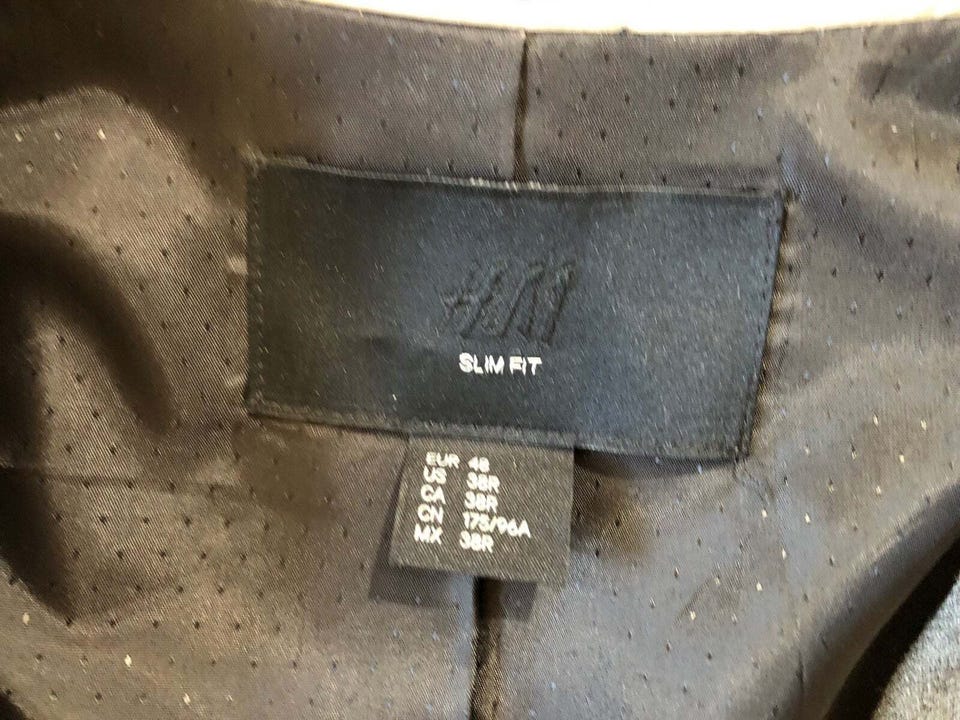 H&M
SLIM FIT
EUR 48
US 38R
CA 38R
CN 175/96A
MX 38R